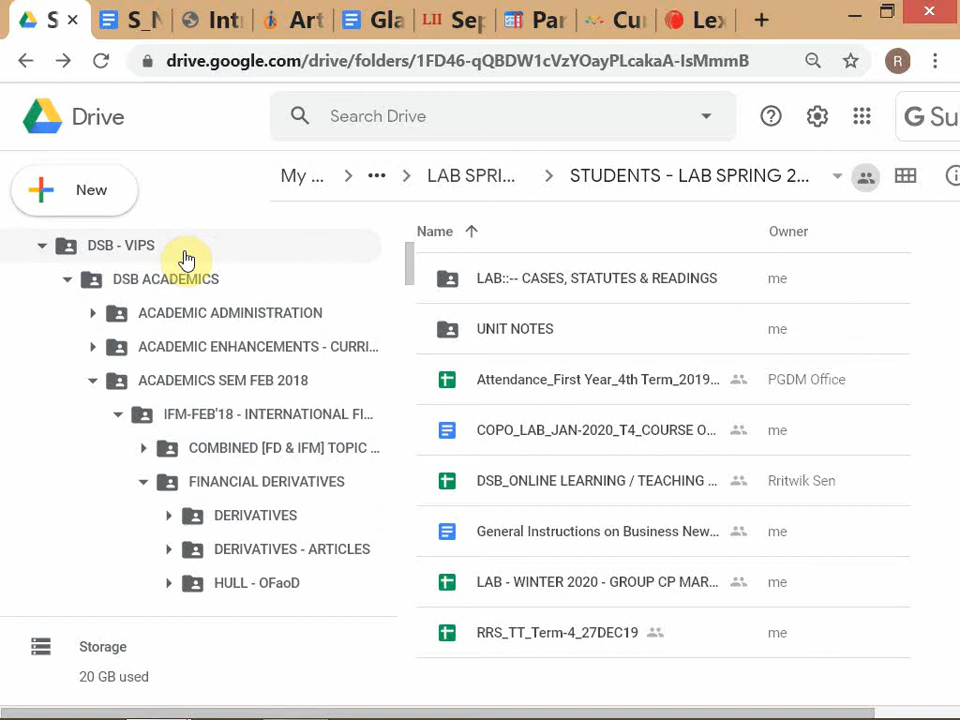 S
S_N
Int
Art
Gla
LII Sep
Par
Cu
Lex
drive.google.com/drive/folders/1FD46-qQBDW1cVzYOayPLcakaA-IsMmmB
R
Drive
Search Drive
G Su
New
My ... > ••• > LAB SPRI... > STUDENTS - LAB SPRING 2...
DSB - VIPS
DSB ACADEMICS
ACADEMIC ADMINISTRATION
ACADEMIC ENHANCEMENTS - CURRI...
ACADEMICS SEM FEB 2018
IFM-FEB'18 - INTERNATIONAL FI...
COMBINED [FD & IFM] TOPIC ...
FINANCIAL DERIVATIVES
DERIVATIVES
DERIVATIVES - ARTICLES
HULL - OFaoD
Storage
20 GB used
Name Owner
LAB::-- CASES, STATUTES & READINGS me
UNIT NOTES me
Attendance_First Year_4th Term_2019... PGDM Office
COPO_LAB_JAN-2020_T4_COURSE O... me
DSB_ONLINE LEARNING / TEACHING ... Rritwik Sen
General Instructions on Business New... me
LAB - WINTER 2020 - GROUP CP MAR... me
RRS_TT_Term-4_27DEC19 me